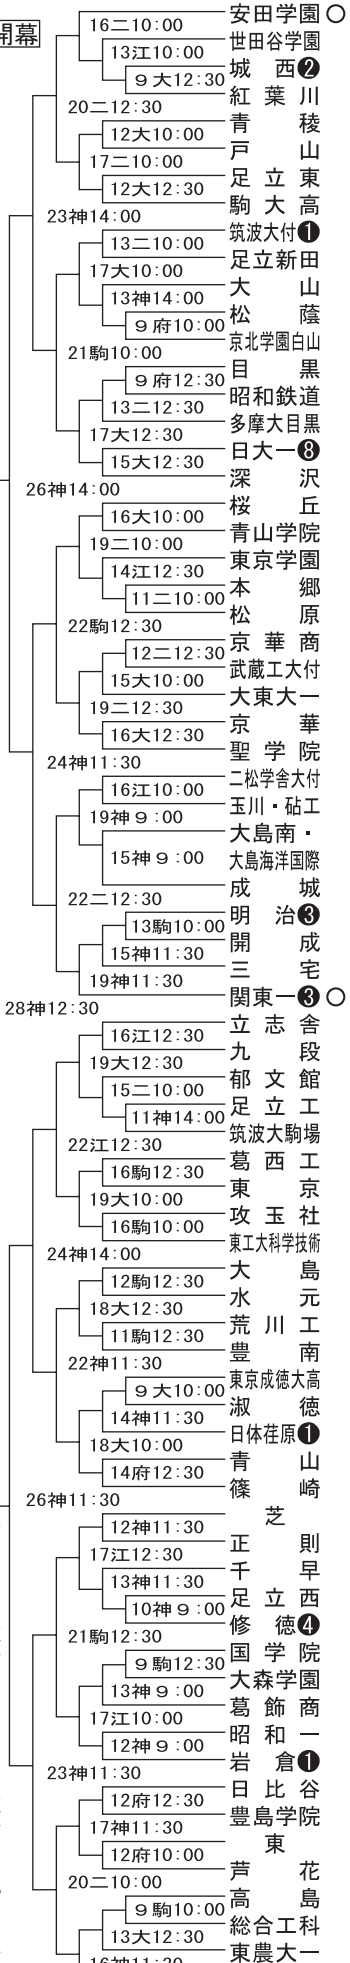 開幕
安田学園○
16二10:00
世田谷学園
13江10:00
城西❷
9大12:30
紅葉川
20二12:30
青稜
12大10:00
戸山
17二10:00
足立東
12大12:30
駒大高
23神14:00
筑波大付❶
13二10:00
足立新田
17大10:00
大山
13神14:00
松蔭
9府10:00
京北学園白山
21駒10:00
目黒
9府12:30
昭和鉄道
13二12:30
多摩大目黒
17大12:30
日大一❽
15大12:30
深沢
26神14:00
桜丘
16大10:00
青山学院
19二10:00
東京学園
14江12:30
本郷
11二10:00
松原
22駒12:30
京華商
12二12:30
武蔵工大付
15大10:00
大東大一
19二12:30
京華
16大12:30
聖学院
24神11:30
二松学舎大付
16江10:00
玉川・砧工
19神9:00
大島南・
大島海洋国際
15神9:00
成城
22二12:30
明治❸
13駒10:00
開成
15神11:30
三宅
19神11:30
関東一❸○
28神12:30
立志舎
16江12:30
九段
19大12:30
郁文館
15二10:00
足立工
11神14:00
筑波大駒場
22江12:30
葛西工
16駒12:30
東京
19大10:00
攻玉社
16駒10:00
東工大科学技術
24神14:00
大島
12駒12:30
水元
18大12:30
荒川工
11駒12:30
豊南
22神11:30
東京成徳大高
9大10:00
淑徳
14神11:30
日体荏原❶
18大10:00
青山
14府12:30
篠崎
26神11:30
芝
12神11:30
正則
17江12:30
千早
13神11:30
足立西
10神9:00
修徳❹
21駒12:30
国学院
9駒12:30
大森学園
13神9:00
葛飾商
17江10:00
昭和一
12神9:00
岩倉❶
23神11:30
日比谷
12府12:30
豊島学院
17神11:30
東
12府10:00
芦花
20二10:00
高島
9駒10:00
総合工科
13大12:30
東農大一
16神11:30